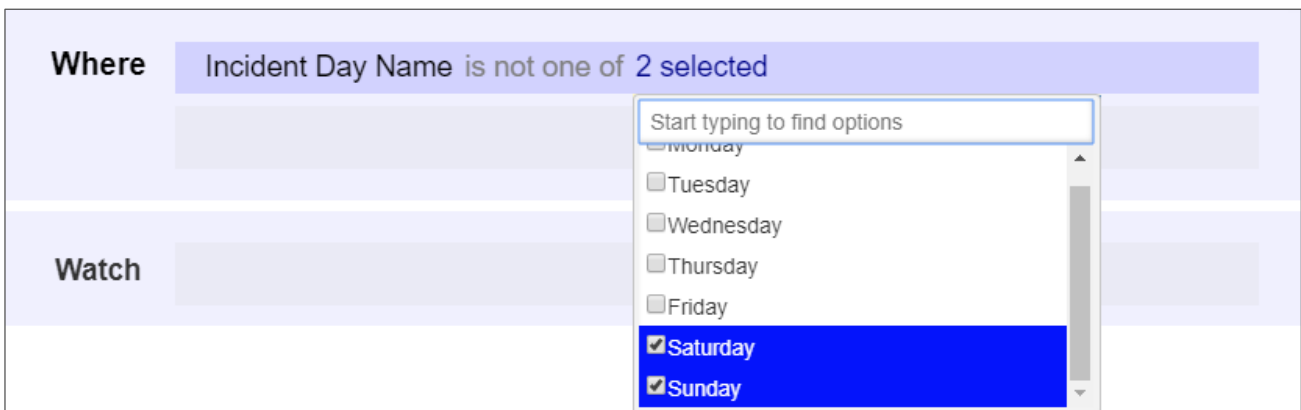 Where Incident Day Name is not one of 2 selected
Start typing to find options
Monday
Tuesday
Wednesday
Thursday
Watch
Friday
Saturday
Sunday